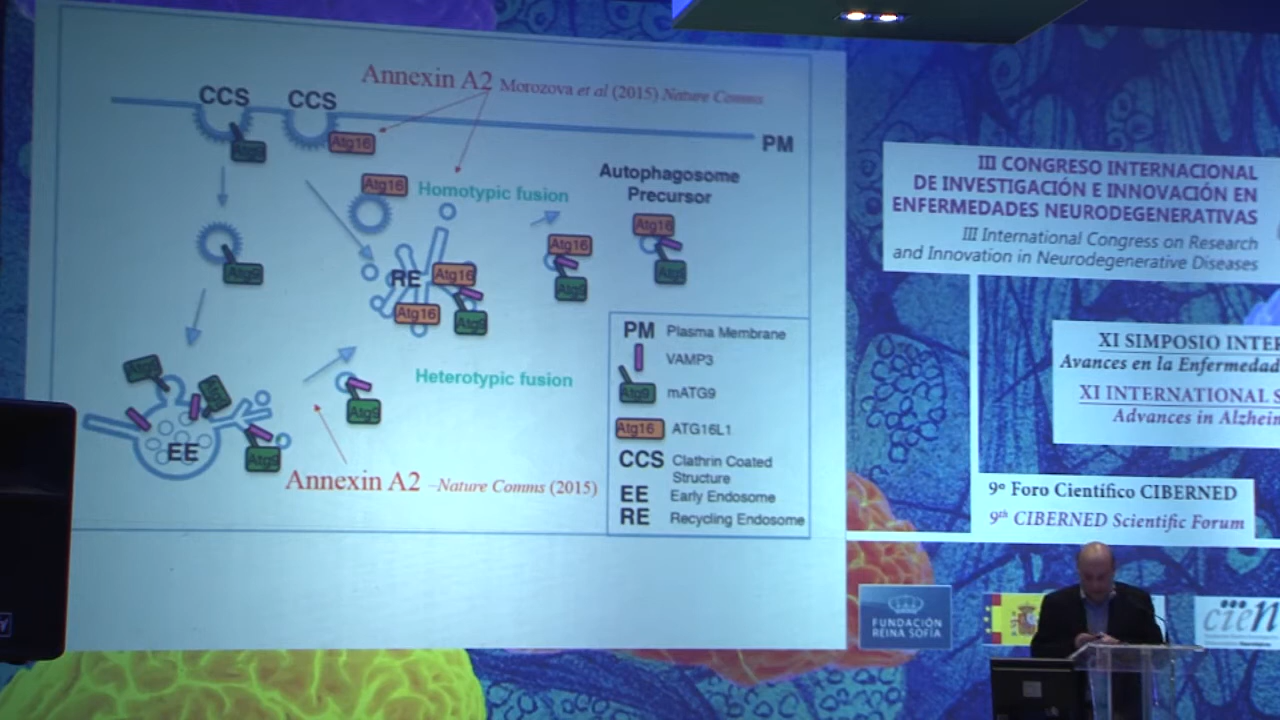 Annexin A2 Morozova et al (2015) Nature Comms
CCS
CCS
PM
Atg9
Atg16
Autophagosome
Precursor
Atg16
Homotypic fusion
Atg16
Atg16
Atg9
Atg9
RE
Atg16
Atg9
Atg16
Atg9
Heterotypic fusion
Atg9
EE
Atg9
Annexin A2 –Nature Comms (2015)
PM Plasma Membrane
VAMP3
Atg9 mATG9
Atg16 ATG16L1
CCS Clathrin Coated
Structure
EE Early Endosome
RE Recycling Endosome
III CONGRESO INTERNACIONAL
DE INVESTIGACIÓN E INNOVACIÓN EN
ENFERMEDADES NEURODEGENERATIVAS
III International Congress on Research
and Innovation in Neurodegenerative Diseases
XI SIMPOSIO INTER
Avances en la Enfermedad
XI INTERNATIONAL S
Advances in Alzhei
9º Foro Científico CIBERNED
9th CIBERNED Scientific Forum
FUNDACIÓN
REINA SOFÍA
cien